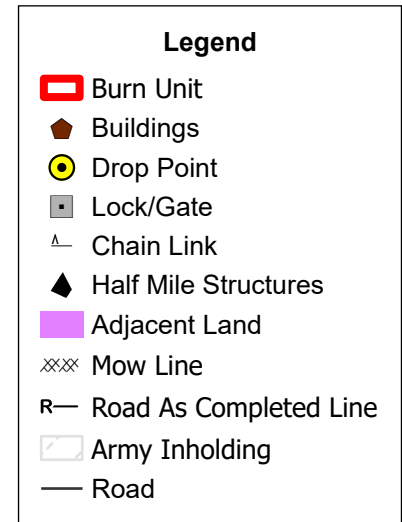 Legend
Burn Unit
Buildings
Drop Point
Lock/Gate
Chain Link
Half Mile Structures
Adjacent Land
Mow Line
R— Road As Completed Line
Army Inholding
Road